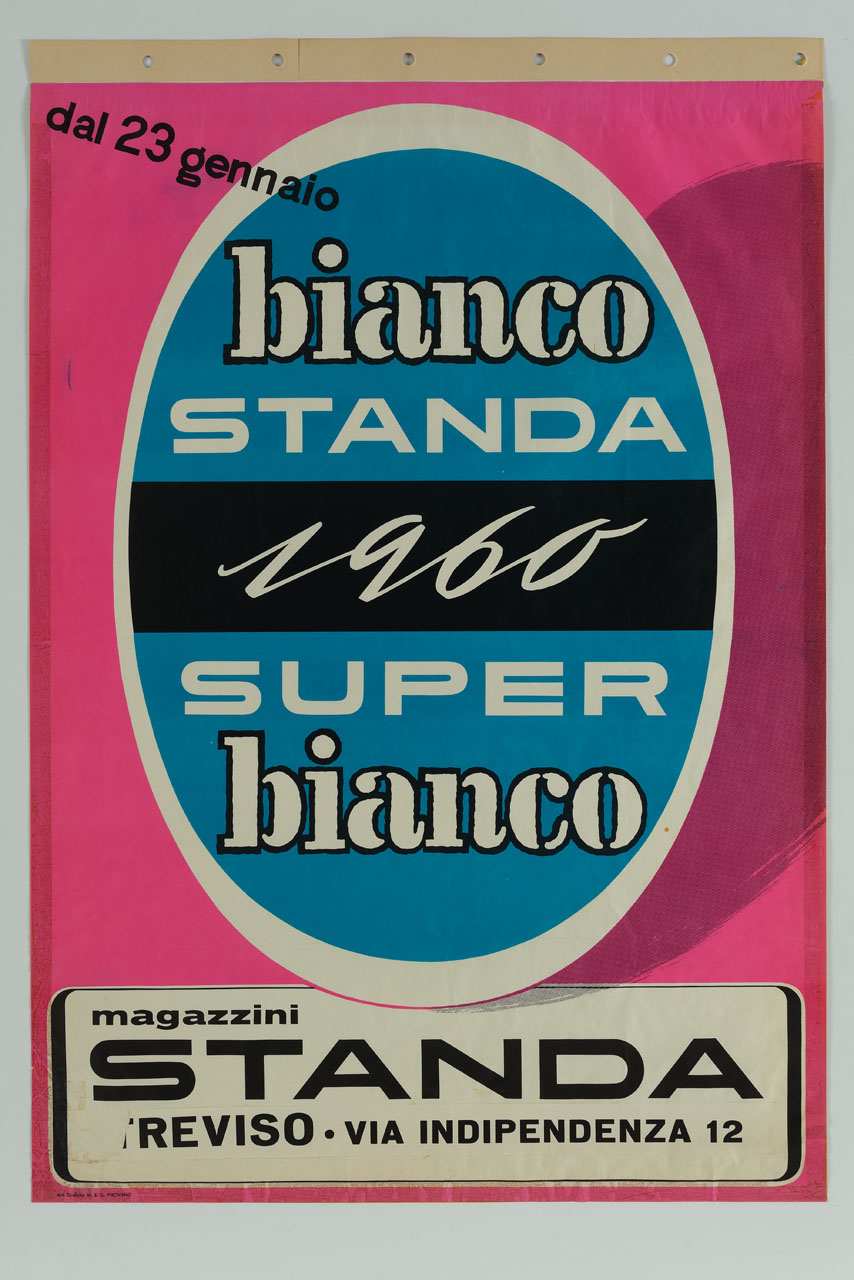 dal 23 gennaio
bianco
STANDA
1960
SUPER
bianco
magazzini
STANDA
TREVISO • VIA INDIPENDENZA 12